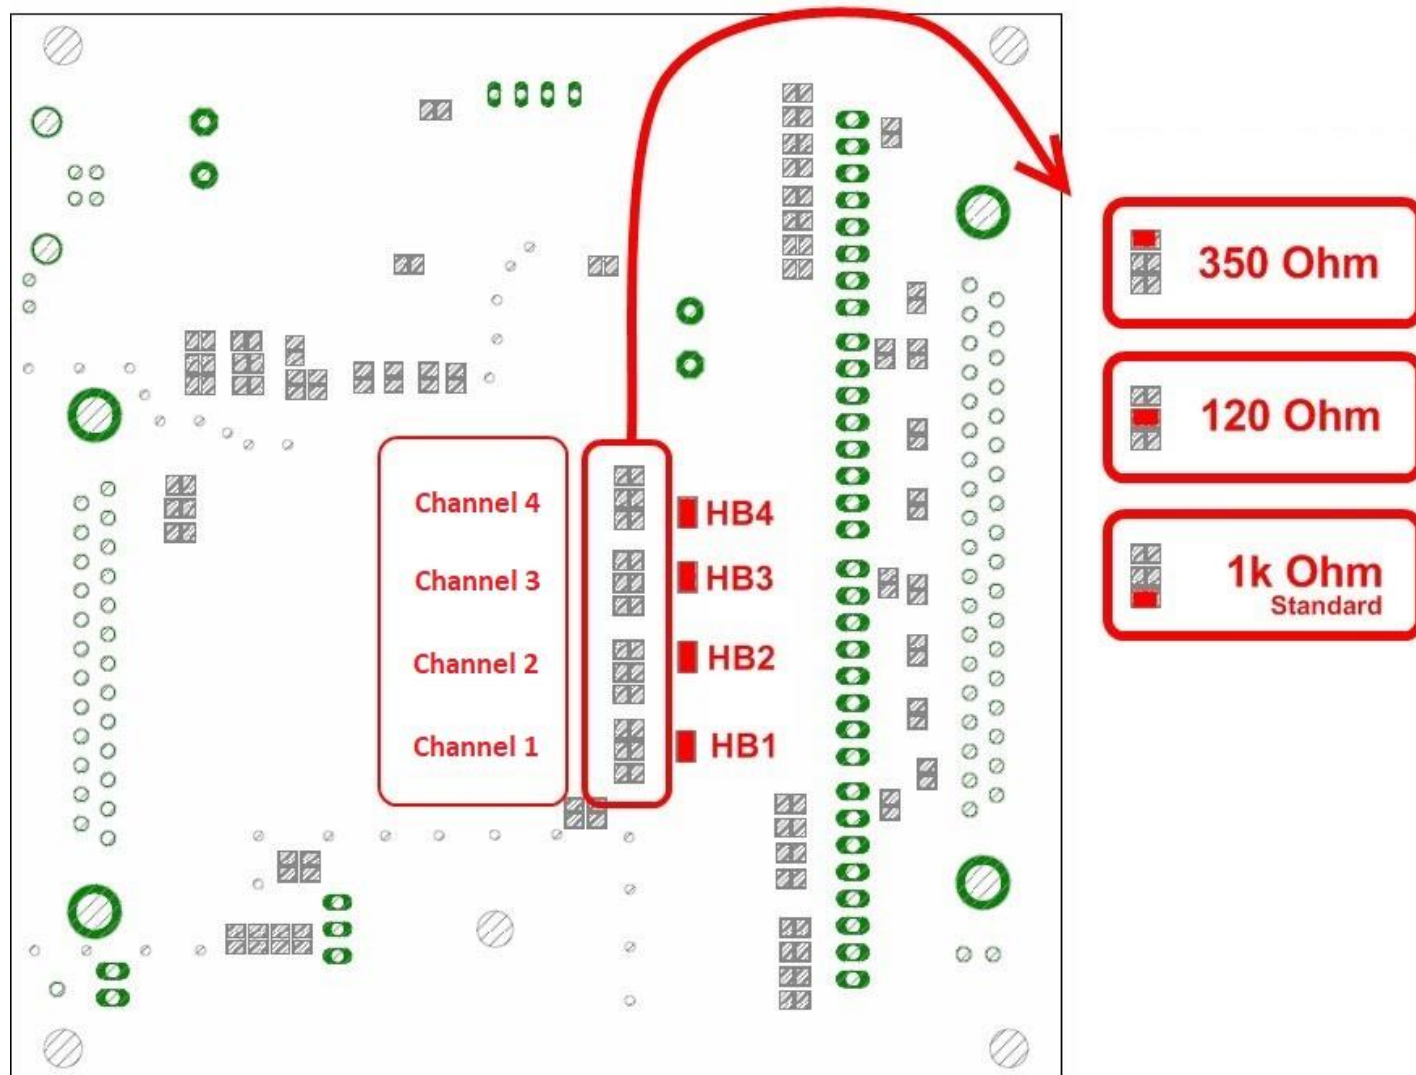 350 Ohm
120 Ohm
1k Ohm
Standard
Channel 4
HB4
Channel 3
HB3
Channel 2
HB2
Channel 1
HB1